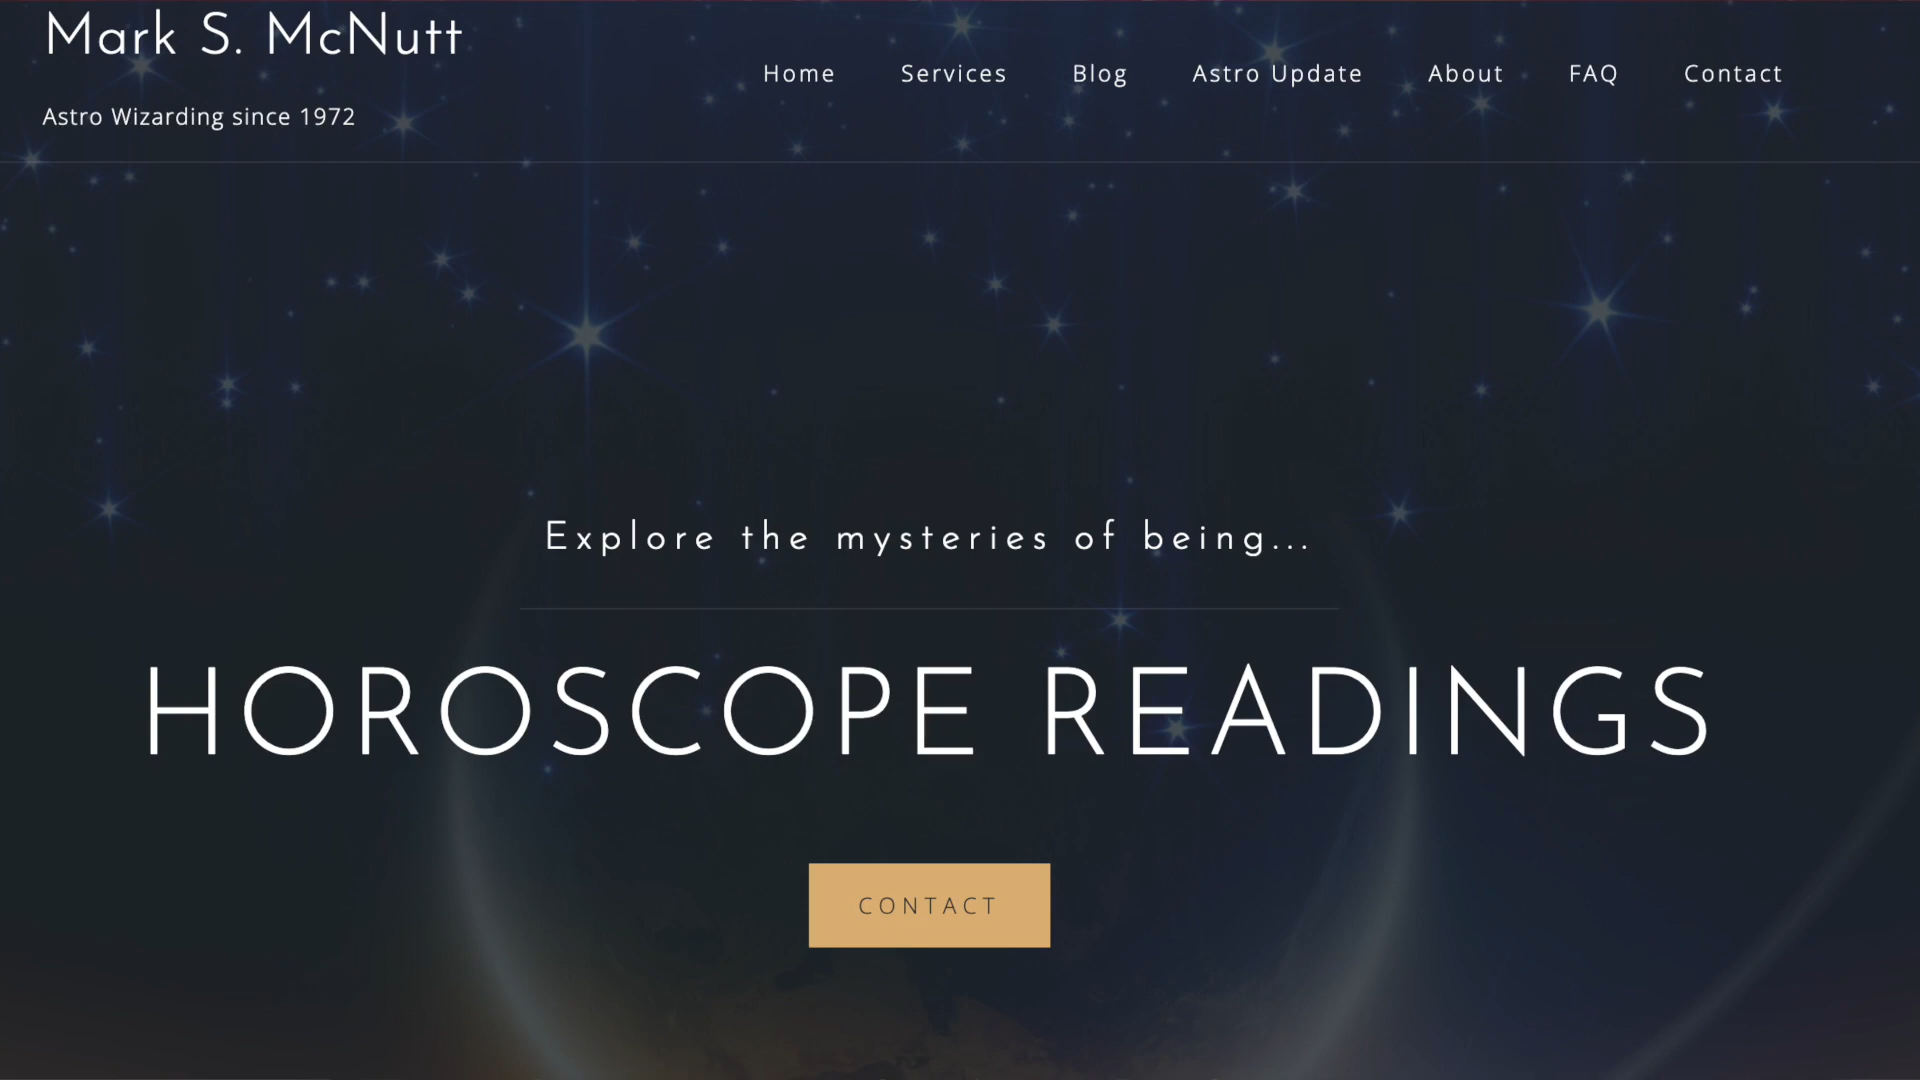 Mark S. McNutt
Astro Wizarding since 1972
Home Services Blog Astro Update About FAQ Contact
Explore the mysteries of being...
HOROSCOPE READINGS
CONTACT